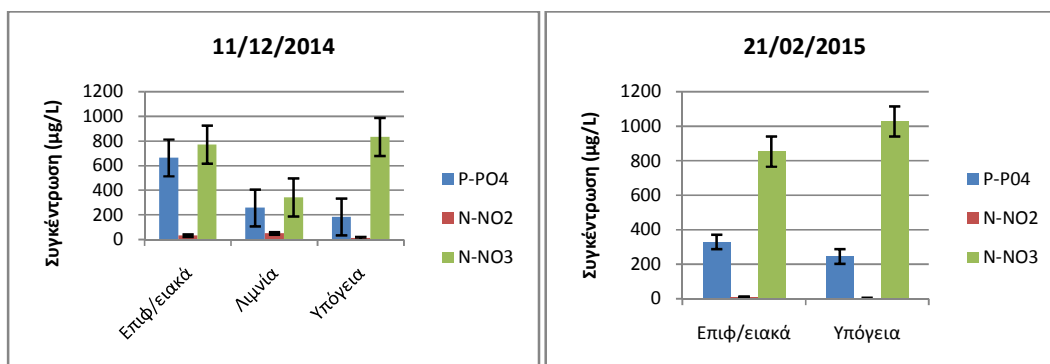 11/12/2014
Συγκέντρωση (μg/L)
1200
1000
800
600
400
200
0
Επιφ/ειακά
Λιμνία
Υπόγεια
P-PO4
N-NO2
N-NO3
21/02/2015
Συγκέντρωση (μg/L)
1200
1000
800
600
400
200
0
Επιφ/ειακά
Υπόγεια
P-P04
N-NO2
N-NO3